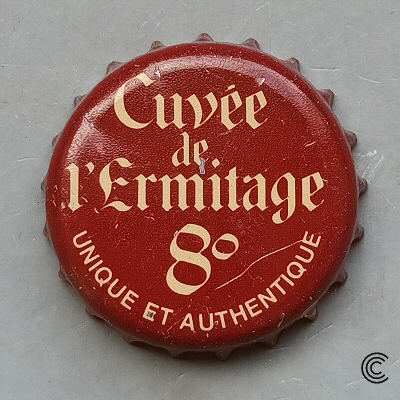 Cuvée
de
l'Ermitage
8°
UNIQUE ET AUTHENTIQUE